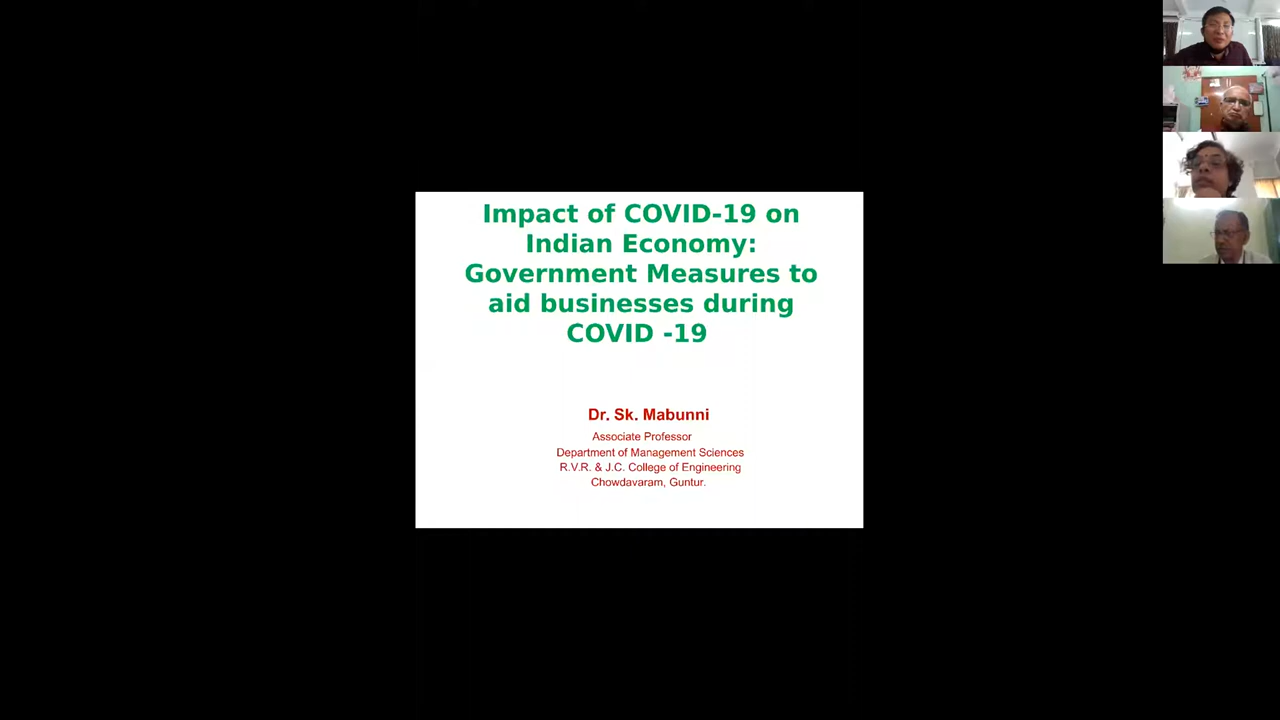 Impact of COVID-19 on
Indian Economy:
Government Measures to
aid businesses during
COVID -19
Dr. Sk. Mabunni
Associate Professor
Department of Management Sciences
R.V.R. & J.C. College of Engineering
Chowdavaram, Guntur.